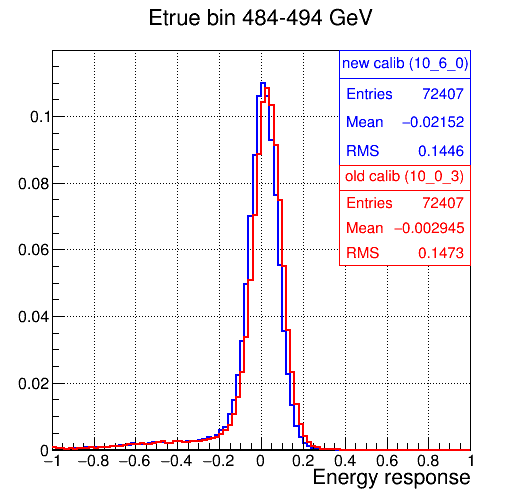 Etrue bin 484-494 GeV
new calib (10_6_0)
Entries 72407
Mean −0.02152
RMS 0.1446
old calib (10_0_3)
Entries 72407
Mean −0.002945
RMS 0.1473
0.1
0.08
0.06
0.04
0.02
0
−1 −0.8 −0.6 −0.4 −0.2 0 0.2 0.4 0.6 0.8 1
Energy response